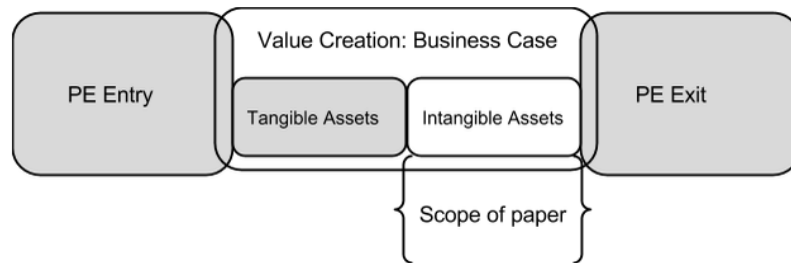 Value Creation: Business Case
PE Entry
PE Exit
Tangible Assets
Intangible Assets
Scope of paper